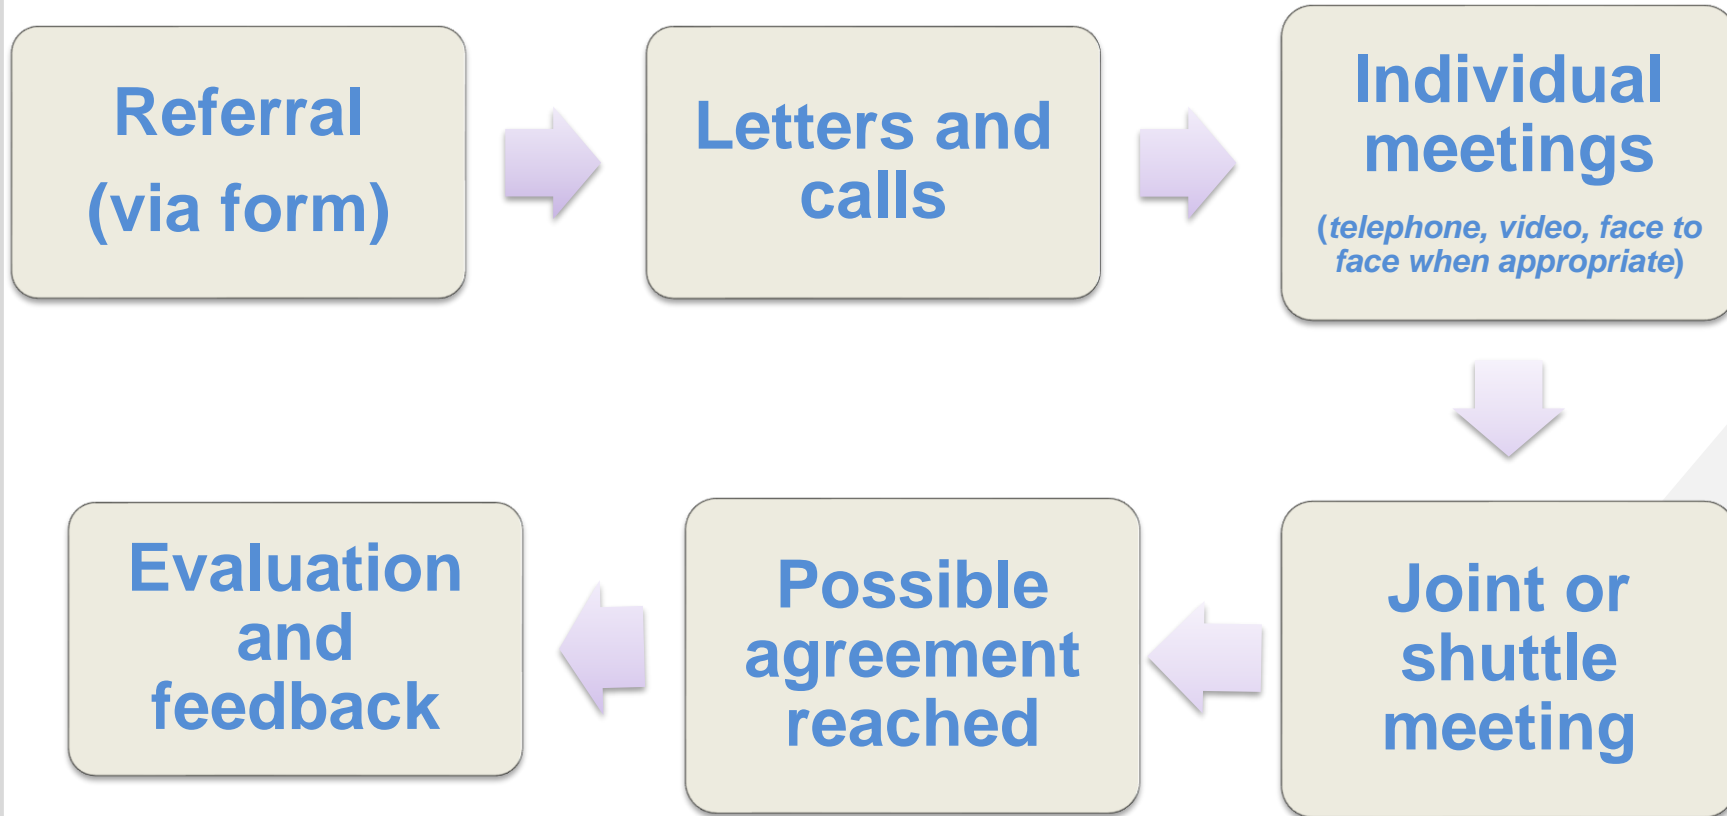 Referral
(via form)
Letters and
calls
Individual
meetings
(telephone, video, face to
face when appropriate)
Joint or
shuttle
meeting
Possible
agreement
reached
Evaluation
and
feedback